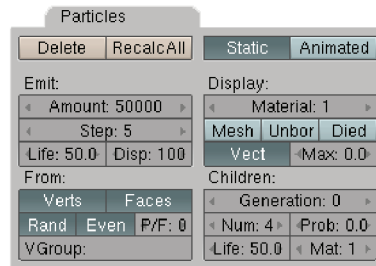 Particles
Delete RecalcAll Static Animated
Emit: Display:
Amount: 50000 Material: 1
Step: 5 Mesh Unbor Died
Life: 50.0 Disp: 100 Vect Max: 0.0
From: Children:
Verts Faces Generation: 0
Rand Even P/F: 0 Num: 4 Prob: 0.0
VGroup: Life: 50.0 Mat: 1